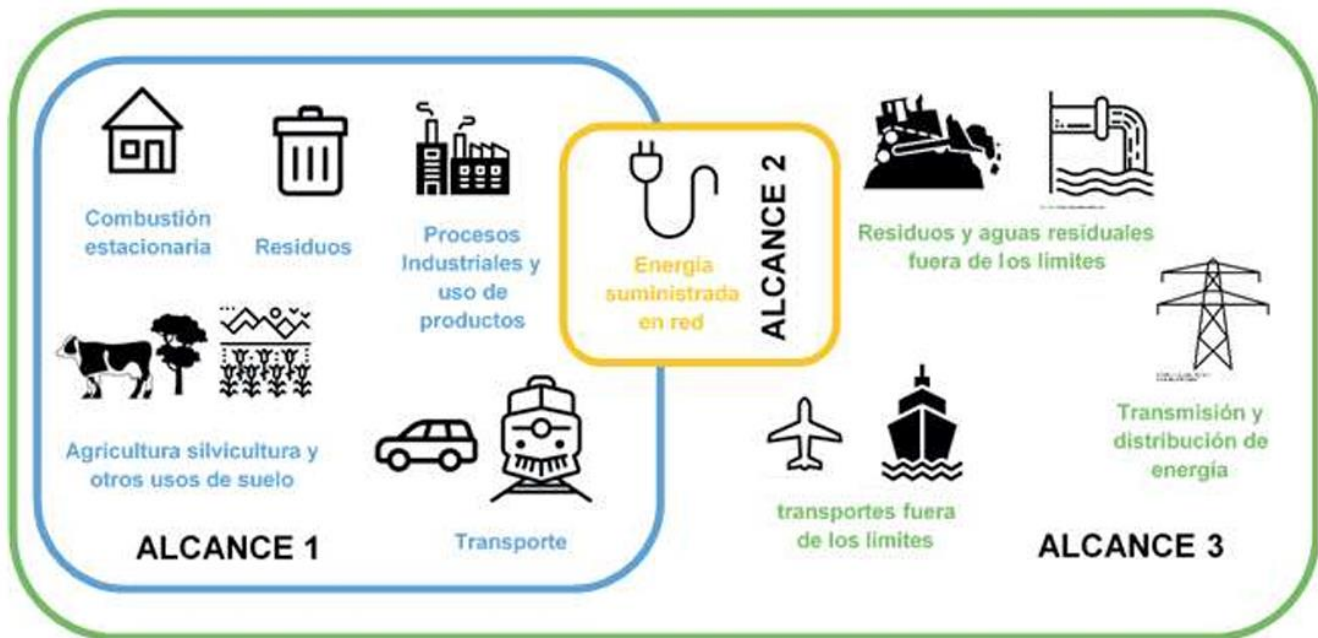 Combustión
estacionaria
Residuos
Procesos
Industriales y
uso de
productos
Energía
suministrada
en red
ALCANCE 2
Residuos y aguas residuales
fuera de los límites
Agricultura silvicultura y
otros usos de suelo
Transporte
ALCANCE 1
transportes fuera
de los límites
Transmisión y
distribución de
energía
ALCANCE 3